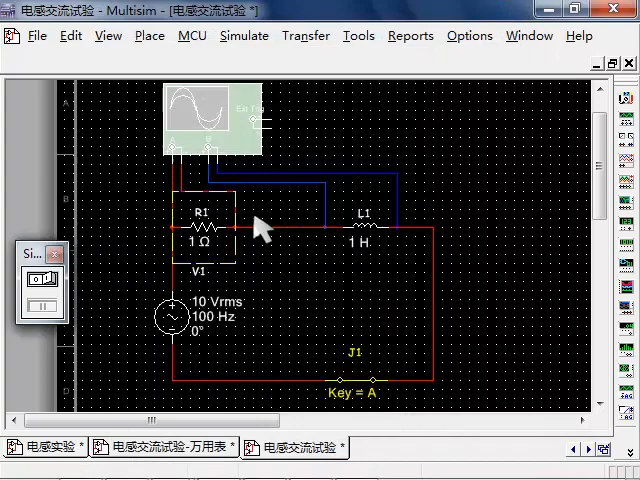 电感交流试验 - Multisim - [电感交流试验 *]
File Edit View Place MCU Simulate Transfer Tools Reports Options Window Help
A
Ext Trig
A B
R1
L1
1 Ω
1 H
B
V1
Si...
10 Vrms
100 Hz
0°
J1
Key = A
D
电感实验 * 电感交流试验-万用表 * 电感交流试验 *